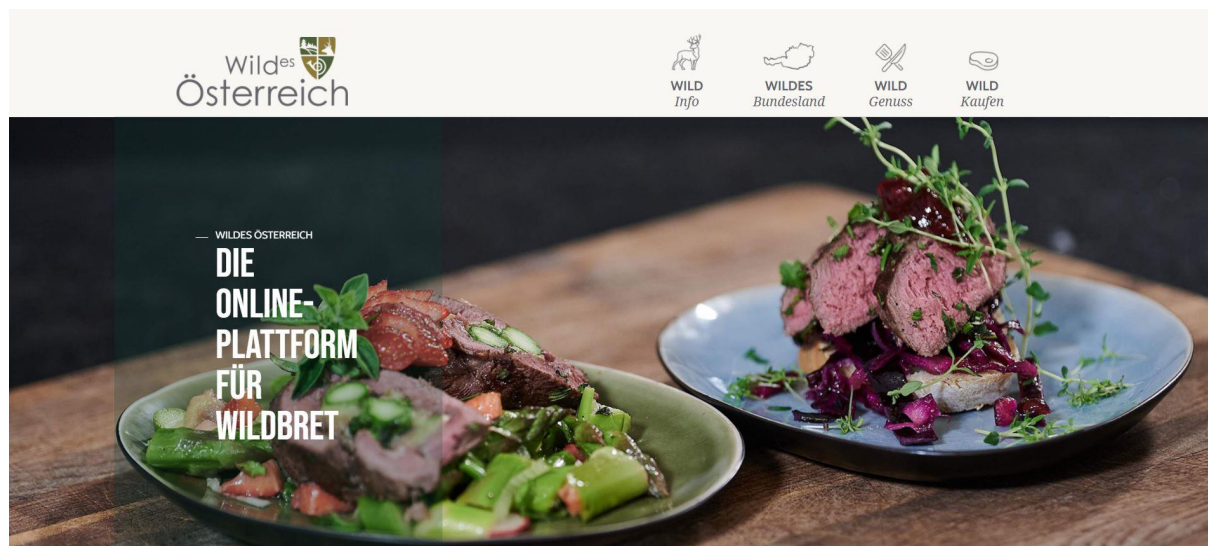 Wildes
Österreich
WILD
Info
WILDES
Bundesland
WILD
Genuss
WILD
Kaufen
WILDES ÖSTERREICH
DIE
ONLINE-
PLATTFORM
FÜR
WILDBRET